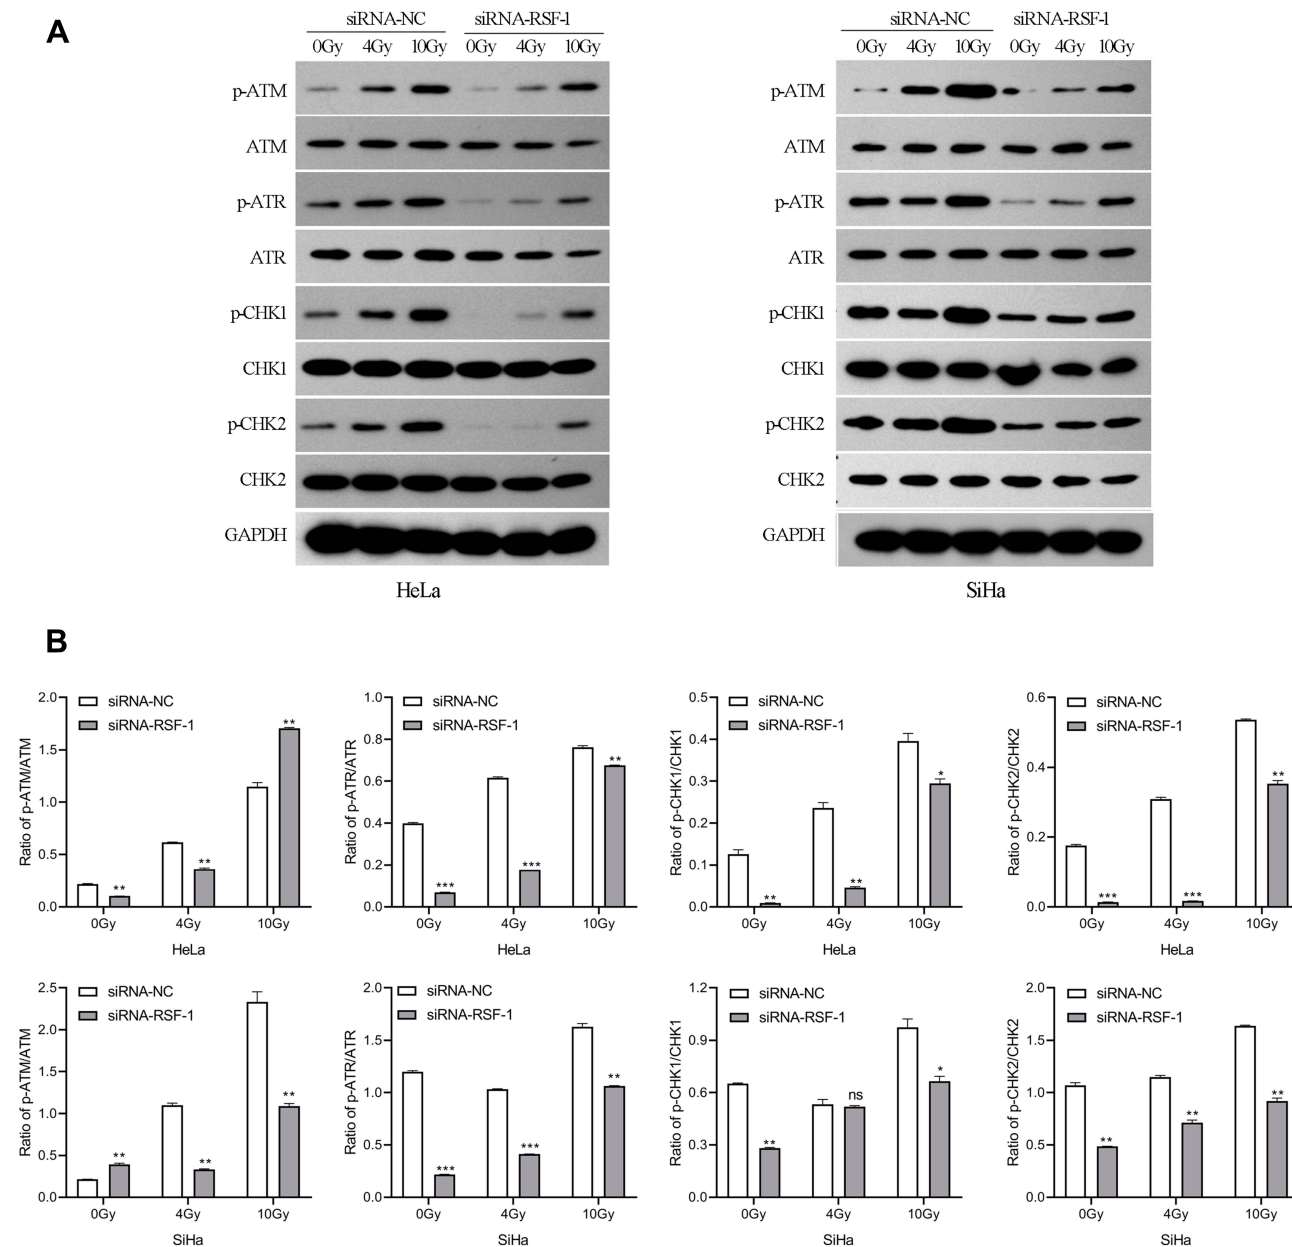 A
siRNA-NC siRNA-RSF-1
0Gy 4Gy 10Gy 0Gy 4Gy 10Gy
p-ATM
ATM
p-ATR
ATR
p-CHK1
CHK1
p-CHK2
CHK2
GAPDH
HeLa
siRNA-NC siRNA-RSF-1
0Gy 4Gy 10Gy 0Gy 4Gy 10Gy
p-ATM
ATM
p-ATR
ATR
p-CHK1
CHK1
p-CHK2
CHK2
GAPDH
SiHa
B
Ratio of p-ATM/ATM
2.0
1.5
1.0
0.5
0.0
siRNA-NC
siRNA-RSF-1
** ** **
0Gy 4Gy 10Gy
HeLa
Ratio of p-ATR/ATR
1.0
0.8
0.6
0.4
0.2
0.0
siRNA-NC
siRNA-RSF-1
*** *** **
0Gy 4Gy 10Gy
HeLa
Ratio of p-CHK1/CHK1
0.5
0.4
0.3
0.2
0.1
0.0
siRNA-NC
siRNA-RSF-1
** ** *
0Gy 4Gy 10Gy
HeLa
Ratio of p-CHK2/CHK2
0.6
0.4
0.2
0.0
siRNA-NC
siRNA-RSF-1
*** *** **
0Gy 4Gy 10Gy
HeLa
Ratio of p-ATM/ATM
2.5
2.0
1.5
1.0
0.5
0.0
siRNA-NC
siRNA-RSF-1
** ** **
0Gy 4Gy 10Gy
SiHa
Ratio of p-ATR/ATR
2.0
1.5
1.0
0.5
0.0
siRNA-NC
siRNA-RSF-1
*** *** **
0Gy 4Gy 10Gy
SiHa
Ratio of p-CHK1/CHK1
1.2
0.9
0.6
0.3
0.0
siRNA-NC
siRNA-RSF-1
** ns *
0Gy 4Gy 10Gy
SiHa
Ratio of p-CHK2/CHK2
2.0
1.5
1.0
0.5
0.0
siRNA-NC
siRNA-RSF-1
** ** **
0Gy 4Gy 10Gy
SiHa